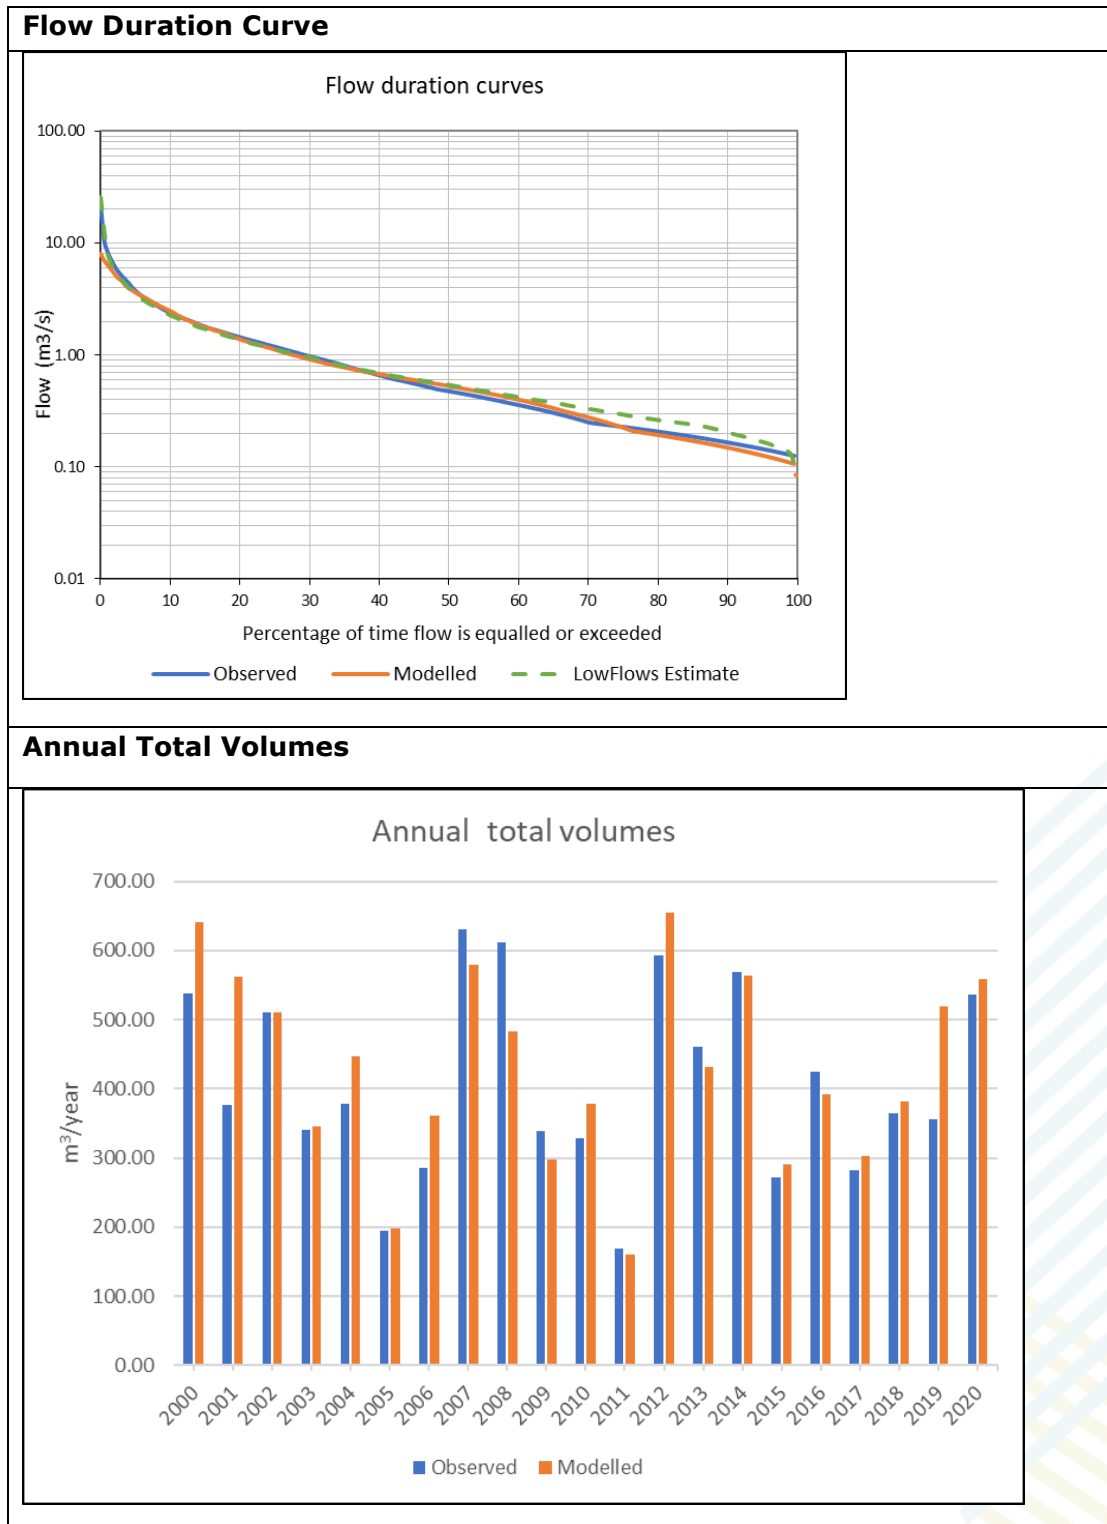 Flow Duration Curve
Flow duration curves
100.00
10.00
1.00
0.10
0.01
Flow (m3/s)
0 10 20 30 40 50 60 70 80 90 100
Percentage of time flow is equalled or exceeded
Observed Modelled LowFlows Estimate
Annual Total Volumes
Annual total volumes
700.00
600.00
500.00
400.00
300.00
200.00
100.00
0.00
m³/year
2000 2001 2002 2003 2004 2005 2006 2007 2008 2009 2010 2011 2012 2013 2014 2015 2016 2017 2018 2019 2020
Observed Modelled